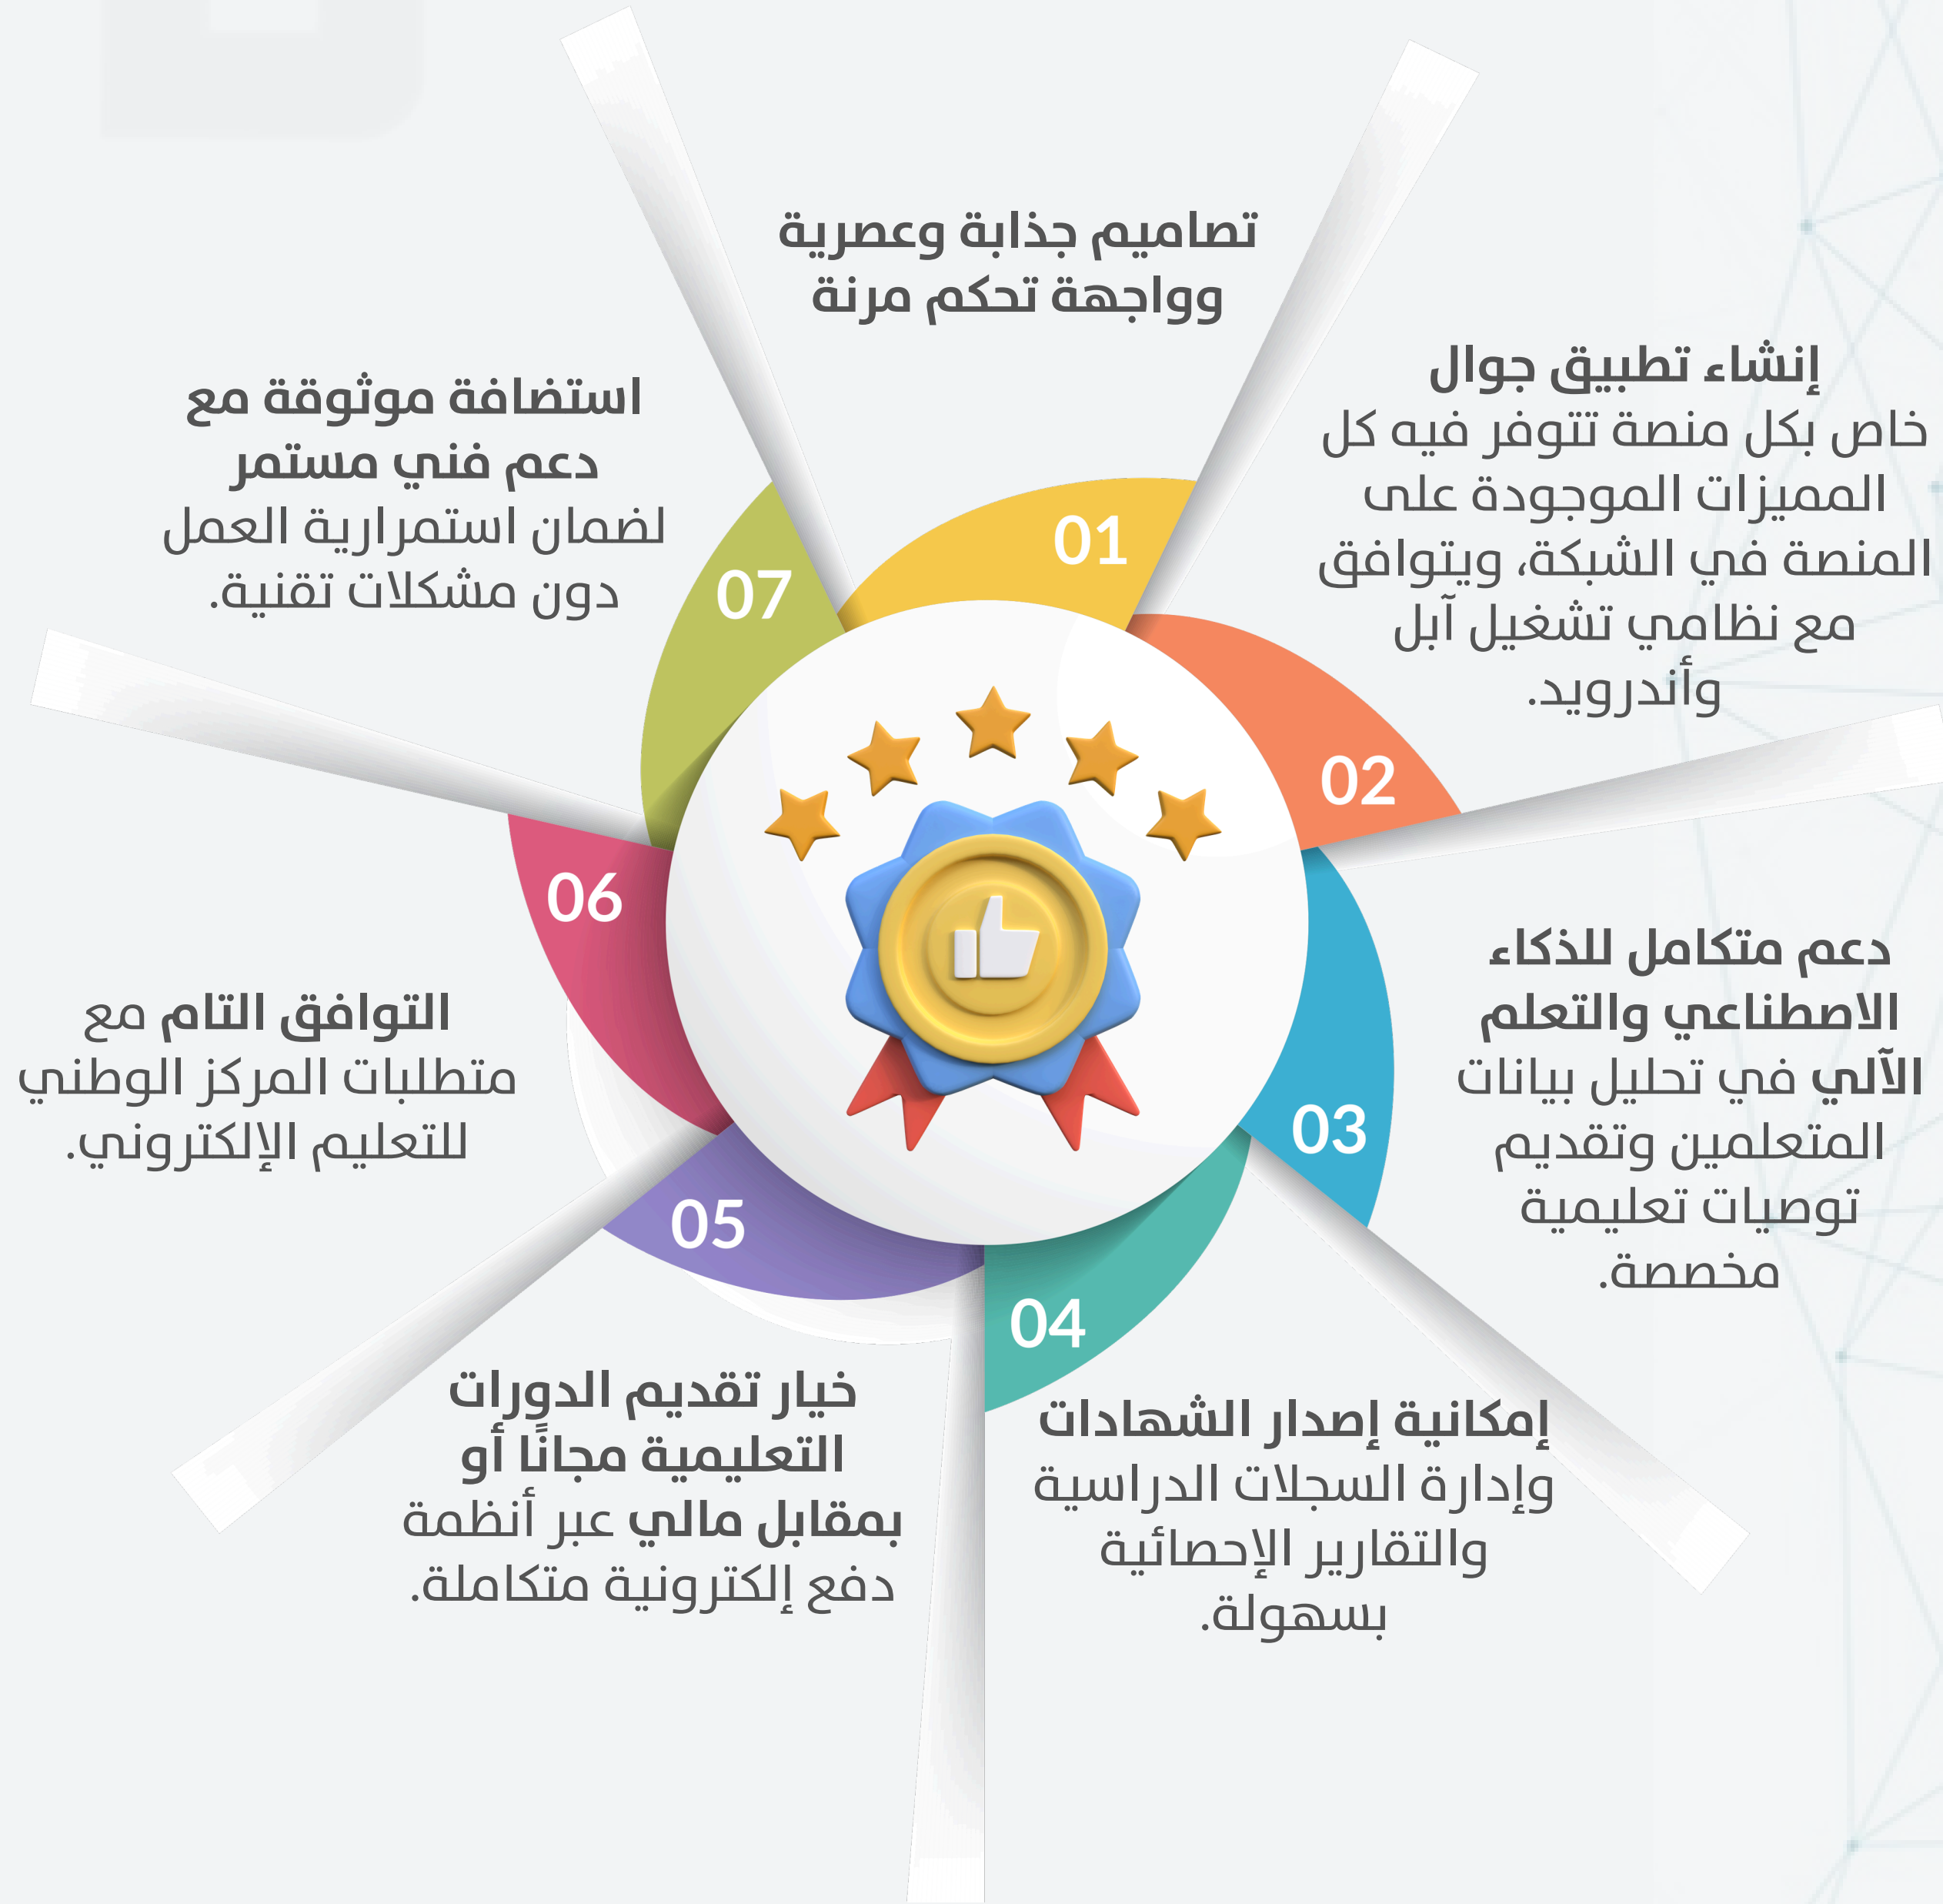 تصاميم جذابة وعصرية
وواجهة تحكم مرنة
01
إنشاء تطبيق جوال
خاص بكل منصة تتوفر فيه كل
المميزات الموجودة على
المنصة في الشبكة، ويتوافق
مع نظامي تشغيل آبل
وأندرويد.
02
دعم متكامل للذكاء
الاصطناعي والتعلم
الآلي في تحليل بيانات
المتعلمين وتقديم
توصيات تعليمية
مخصصة.
03
إمكانية إصدار الشهادات
وإدارة السجلات الدراسية
والتقارير الإحصائية
بسهولة.
04
خيار تقديم الدورات
التعليمية مجانًا أو
بمقابل مالي عبر أنظمة
دفع إلكترونية متكاملة.
05
التوافق التام مع
متطلبات المركز الوطني
للتعليم الإلكتروني.
06
استضافة موثوقة مع
دعم فني مستمر
لضمان استمرارية العمل
دون مشكلات تقنية.
07